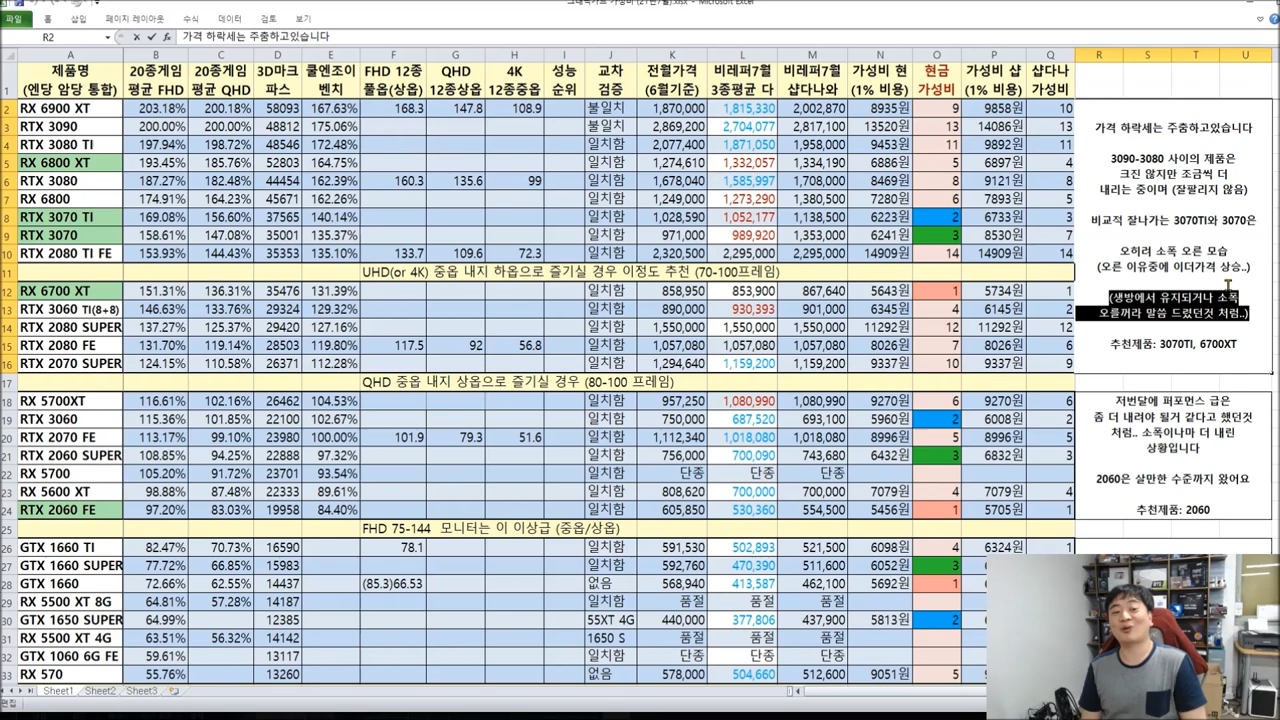 파일 홈 삽입 페이지 레이아웃 수식 데이터 검토 보기
R2 가격 하락세는 주춤하고있습니다
A B C D E F G H I J K L M N O P Q R S T U
제품명 20종게임 20종게임 3D마크 쿨엔조이 FHD 12종 QHD 4K 성능 교차 전월가격 비레퍼7월 비레퍼7월 가성비 현 현금 가성비 샵 샵다나
1 (엔당 암당 통합) 평균 FHD 평균 QHD 파스 벤치 풀옵(상옵) 12종상옵 12종중옵 순위 검증 (6월기준) 3종평균 다 샵다나와 (1% 비용) 가성비 (1% 비용) 가성비
2 RX 6900 XT 203.18% 200.18% 58093 167.63% 168.3 147.8 108.9 불일치 1,870,000 1,815,330 2,002,870 8935원 9 9858원 10
3 RTX 3090 200.00% 200.00% 48812 175.06% 불일치 2,869,200 2,704,077 2,817,100 13520원 13 14086원 13
4 RTX 3080 TI 197.94% 198.72% 48546 172.48% 일치함 2,077,400 1,871,050 1,958,000 9453원 11 9892원 11
5 RX 6800 XT 193.45% 185.76% 52803 164.75% 일치함 1,274,610 1,332,057 1,334,190 6886원 5 6897원 4
6 RTX 3080 187.27% 182.48% 44454 162.39% 160.3 135.6 99 일치함 1,678,040 1,585,997 1,708,000 8469원 8 9121원 8
7 RX 6800 174.91% 164.23% 45671 162.26% 일치함 1,249,000 1,273,290 1,380,500 7280원 6 7893원 5
8 RTX 3070 TI 169.08% 156.60% 37565 140.14% 일치함 1,028,590 1,052,177 1,138,500 6223원 2 6733원 3
9 RTX 3070 158.61% 147.08% 35001 135.37% 일치함 971,000 989,920 1,353,000 6241원 3 8530원 7
10 RTX 2080 TI FE 153.93% 144.43% 35353 135.10% 133.7 109.6 72.3 일치함 2,320,500 2,295,000 2,295,000 14909원 14 14909원 14
11 UHD(or 4K) 중옵 내지 하옵으로 즐기실 경우 이정도 추천 (70-100프레임)
12 RX 6700 XT 151.31% 136.31% 35476 131.39% 일치함 858,950 853,900 867,640 5643원 1 5734원 1
13 RTX 3060 TI(8+8) 146.63% 133.76% 29324 129.32% 일치함 890,000 930,393 901,000 6345원 4 6145원 2
14 RTX 2080 SUPER 137.27% 125.37% 29420 127.16% 일치함 1,550,000 1,550,000 1,550,000 11292원 12 11292원 12
15 RTX 2080 FE 131.70% 119.14% 28503 119.80% 117.5 92 56.8 일치함 1,057,080 1,057,080 1,057,080 8026원 7 8026원 6
16 RTX 2070 SUPER 124.15% 110.58% 26371 112.28% 일치함 1,294,640 1,159,200 1,159,200 9337원 10 9337원 9
가격 하락세는 주춤하고있습니다
3090-3080 사이의 제품은
크진 않지만 조금씩 더
내리는 중이며 (잘팔리지 않음)
비교적 잘나가는 3070TI와 3070은
오히려 소폭 오른 모습
(오른 이유중에 이더가격 상승..)
(생방에서 유지되거나 소폭
오를꺼라 말씀 드렸던것 처럼..)
추천제품: 3070TI, 6700XT
17 QHD 중옵 내지 상옵으로 즐기실 경우 (80-100 프레임)
18 RX 5700XT 116.61% 102.16% 26462 104.53% 일치함 957,250 1,080,990 1,080,990 9270원 6 9270원 6
19 RTX 3060 115.36% 101.85% 22100 102.67% 일치함 750,000 687,520 693,100 5960원 2 6008원 2
20 RTX 2070 FE 113.17% 99.10% 23980 100.00% 101.9 79.3 51.6 일치함 1,112,340 1,018,080 1,018,080 8996원 5 8996원 5
21 RTX 2060 SUPER 108.85% 94.25% 22888 97.32% 일치함 756,000 700,090 743,680 6432원 3 6832원 3
22 RX 5700 105.20% 91.72% 23701 93.54% 일치함 단종 단종 단종
23 RX 5600 XT 98.88% 87.48% 22333 89.61% 일치함 808,620 700,000 700,000 7079원 4 7079원 4
24 RTX 2060 FE 97.20% 83.03% 19958 84.40% 일치함 605,850 530,360 554,500 5456원 1 5705원 1
저번달에 퍼포먼스 급은
좀 더 내려야 될거 같다고 했던것
처럼.. 소폭이나마 더 내린
상황입니다
2060은 살만한 수준까지 왔어요
추천제품: 2060
25 FHD 75-144 모니터는 이 이상급 (중옵/상옵)
26 GTX 1660 TI 82.47% 70.73% 16590 78.1 일치함 591,530 502,893 521,500 6098원 4 6324원 1
27 GTX 1660 SUPER 77.72% 66.85% 15983 일치함 592,760 470,390 511,600 6052원 3
28 GTX 1660 72.66% 62.55% 14437 (85.3)66.53 없음 568,940 413,587 462,100 5692원 1
29 RX 5500 XT 8G 64.81% 57.28% 14187 일치함 품절 품절 품절
30 GTX 1650 SUPER 64.99% 12385 55XT 4G 440,000 377,806 437,900 5813원 2
31 RX 5500 XT 4G 63.51% 56.32% 14142 1650 S 품절 품절 품절
32 GTX 1060 6G FE 59.61% 13117 일치함 단종 단종 단종
33 RX 570 55.76% 13260 없음 578,000 504,660 512,600 9051원 5
Sheet1 Sheet2 Sheet3
편집